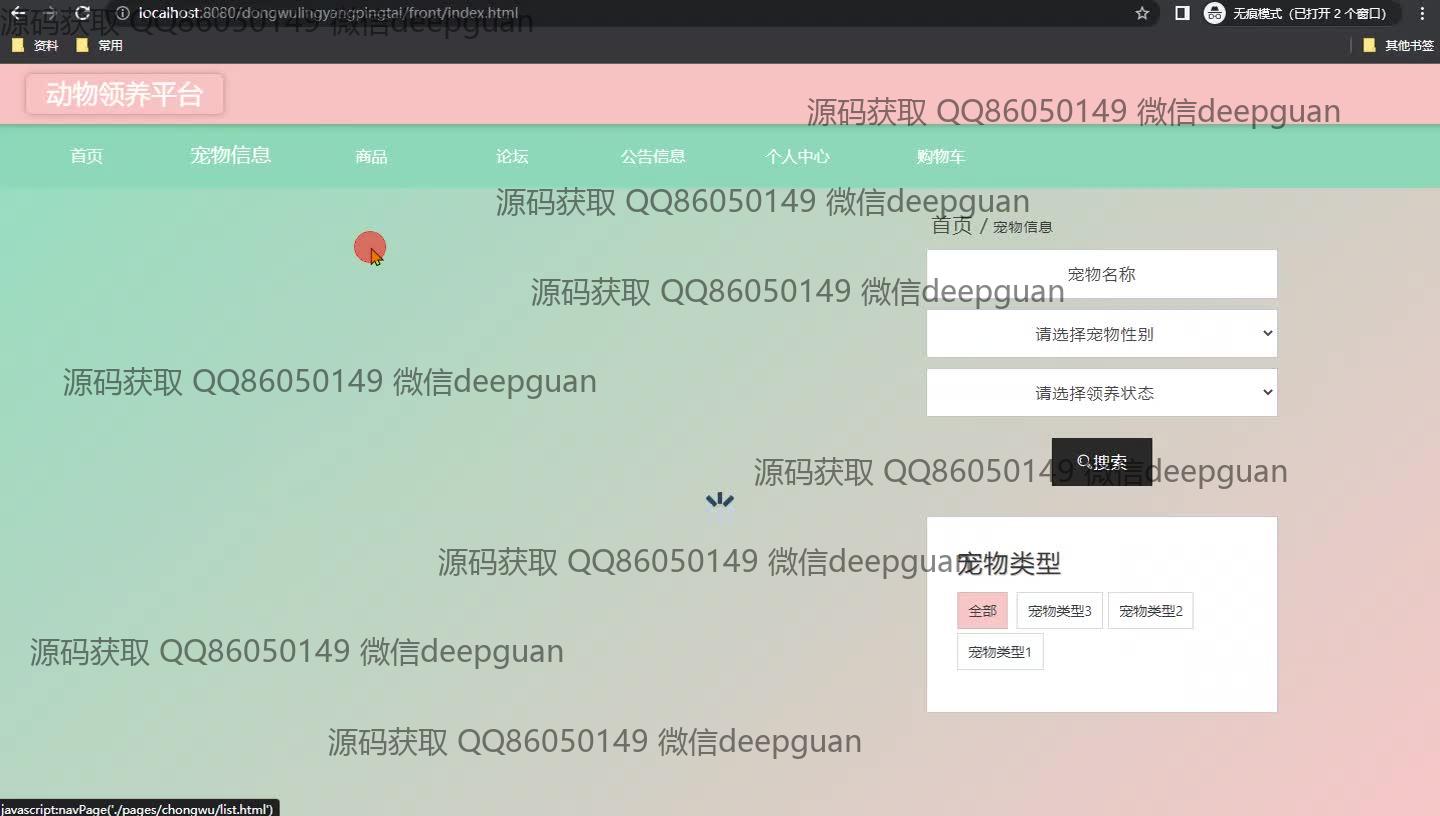 localhost:8080/dongwulingyangpingtai/front/index.html
无痕模式（已打开 2 个窗口）
源码获取 QQ86050149 微信deepguan
资料
常用
其他书签
动物领养平台
源码获取 QQ86050149 微信deepguan
首页
宠物信息
商品
论坛
公告信息
个人中心
购物车
源码获取 QQ86050149 微信deepguan
首页 / 宠物信息
宠物名称
源码获取 QQ86050149 微信deepguan
请选择宠物性别
源码获取 QQ86050149 微信deepguan
请选择领养状态
搜索
源码获取 QQ86050149 微信deepguan
源码获取 QQ86050149 微信deepguan
宠物类型
全部
宠物类型3
宠物类型2
宠物类型1
源码获取 QQ86050149 微信deepguan
源码获取 QQ86050149 微信deepguan
javascript:navPage('./pages/chongwu/list.html')